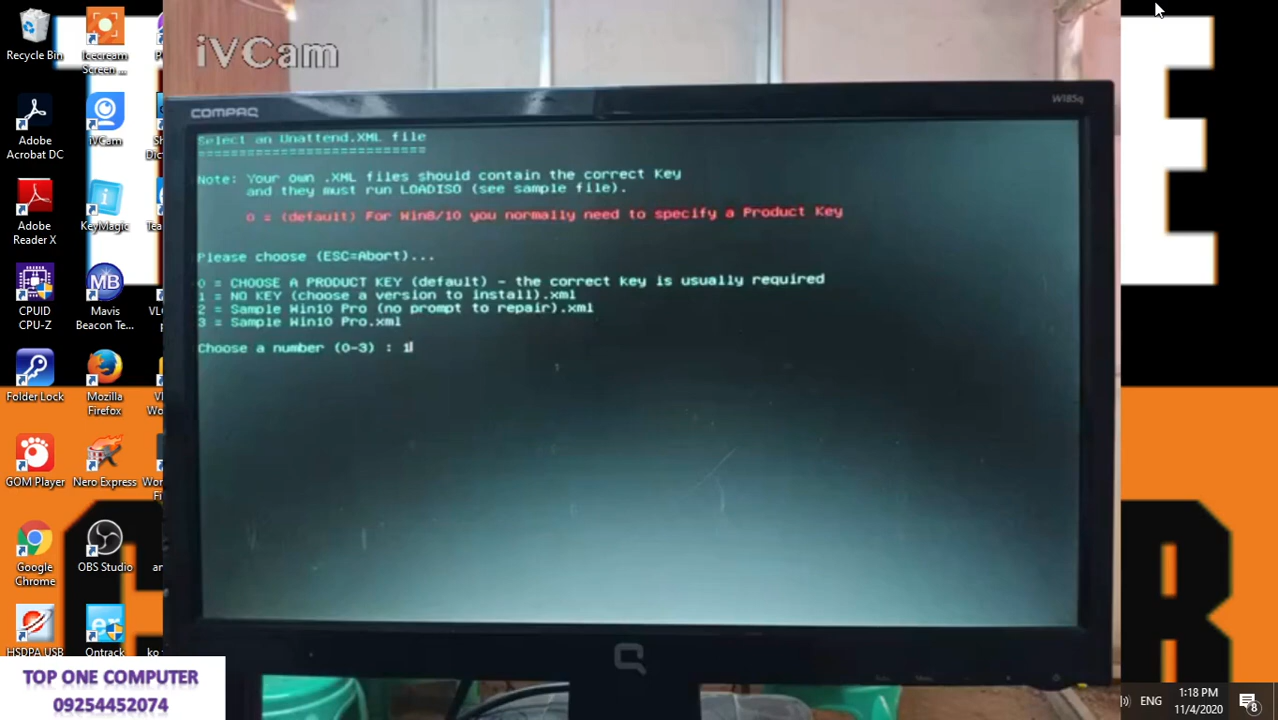 Recycle Bin
Icecream Screen ...
iVCam
COMPAQ
W185q
Select an Unattend.XML file
===========================
Note: Your own .XML files should contain the correct Key
and they must run LOADISO (see sample file).
0 = (default) For Win8/10 you normally need to specify a Product Key
Please choose (ESC=Abort)...
0 = CHOOSE A PRODUCT KEY (default) - the correct key is usually required
1 = NO KEY (choose a version to install).xml
2 = Sample Win10 Pro (no prompt to repair).xml
3 = Sample Win10 Pro.xml
Choose a number (0-3) : 1
Adobe Acrobat DC
iVCam
Adobe Reader X
KeyMagic
CPUID CPU-Z
Mavis Beacon Te...
Folder Lock
Mozilla Firefox
GOM Player
Nero Express
Google Chrome
OBS Studio
HSDPA USB
Ontrack
TOP ONE COMPUTER
09254452074
ENG
1:18 PM
11/4/2020
8